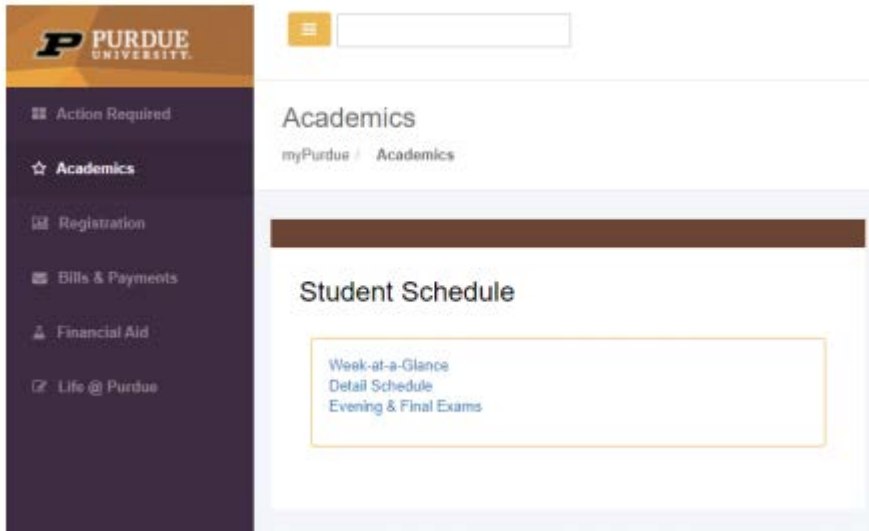 PURDUE
UNIVERSITY.
Action Required
Academics
Registration
Bills & Payments
Financial Aid
Life @ Purdue
Academics
myPurdue / Academics
Student Schedule
Week-at-a-Glance
Detail Schedule
Evening & Final Exams